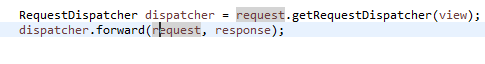 RequestDispatcher dispatcher = request.getRequestDispatcher(view);
dispatcher.forward(request, response);